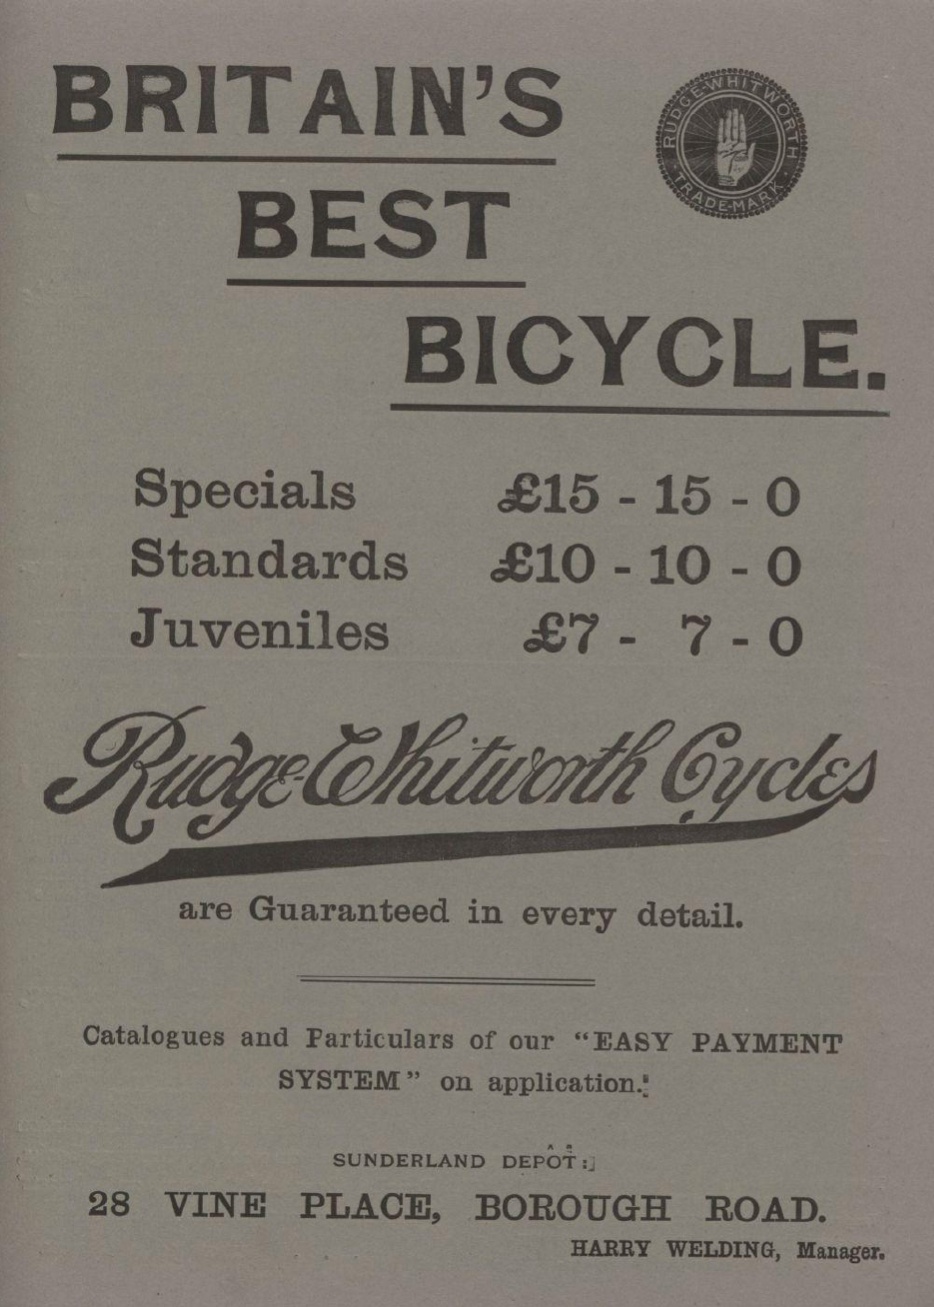 BRITAIN'S
RUDGE-WHITWORTH
TRADE-MARK
BEST
BICYCLE.
Specials £15 - 15 - 0
Standards £10 - 10 - 0
Juveniles £7 - 7 - 0
Rudge-Whitworth Cycles
are Guaranteed in every detail.
Catalogues and Particulars of our "EASY PAYMENT
SYSTEM" on application.
SUNDERLAND DEPÔT:
28 VINE PLACE, BOROUGH ROAD.
HARRY WELDING, Manager.